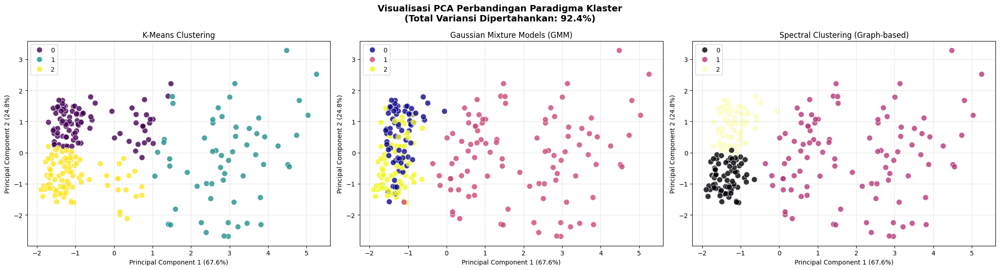 Visualisasi PCA Perbandingan Paradigma Klaster
(Total Variansi Dipertahankan: 92.4%)
K-Means Clustering
0
1
2
3
2
1
0
−1
−2
Principal Component 2 (24.8%)
−2 −1 0 1 2 3 4 5
Principal Component 1 (67.6%)
Gaussian Mixture Models (GMM)
0
1
2
3
2
1
0
−1
−2
Principal Component 2 (24.8%)
−2 −1 0 1 2 3 4 5
Principal Component 1 (67.6%)
Spectral Clustering (Graph-based)
0
1
2
3
2
1
0
−1
−2
Principal Component 2 (24.8%)
−2 −1 0 1 2 3 4 5
Principal Component 1 (67.6%)